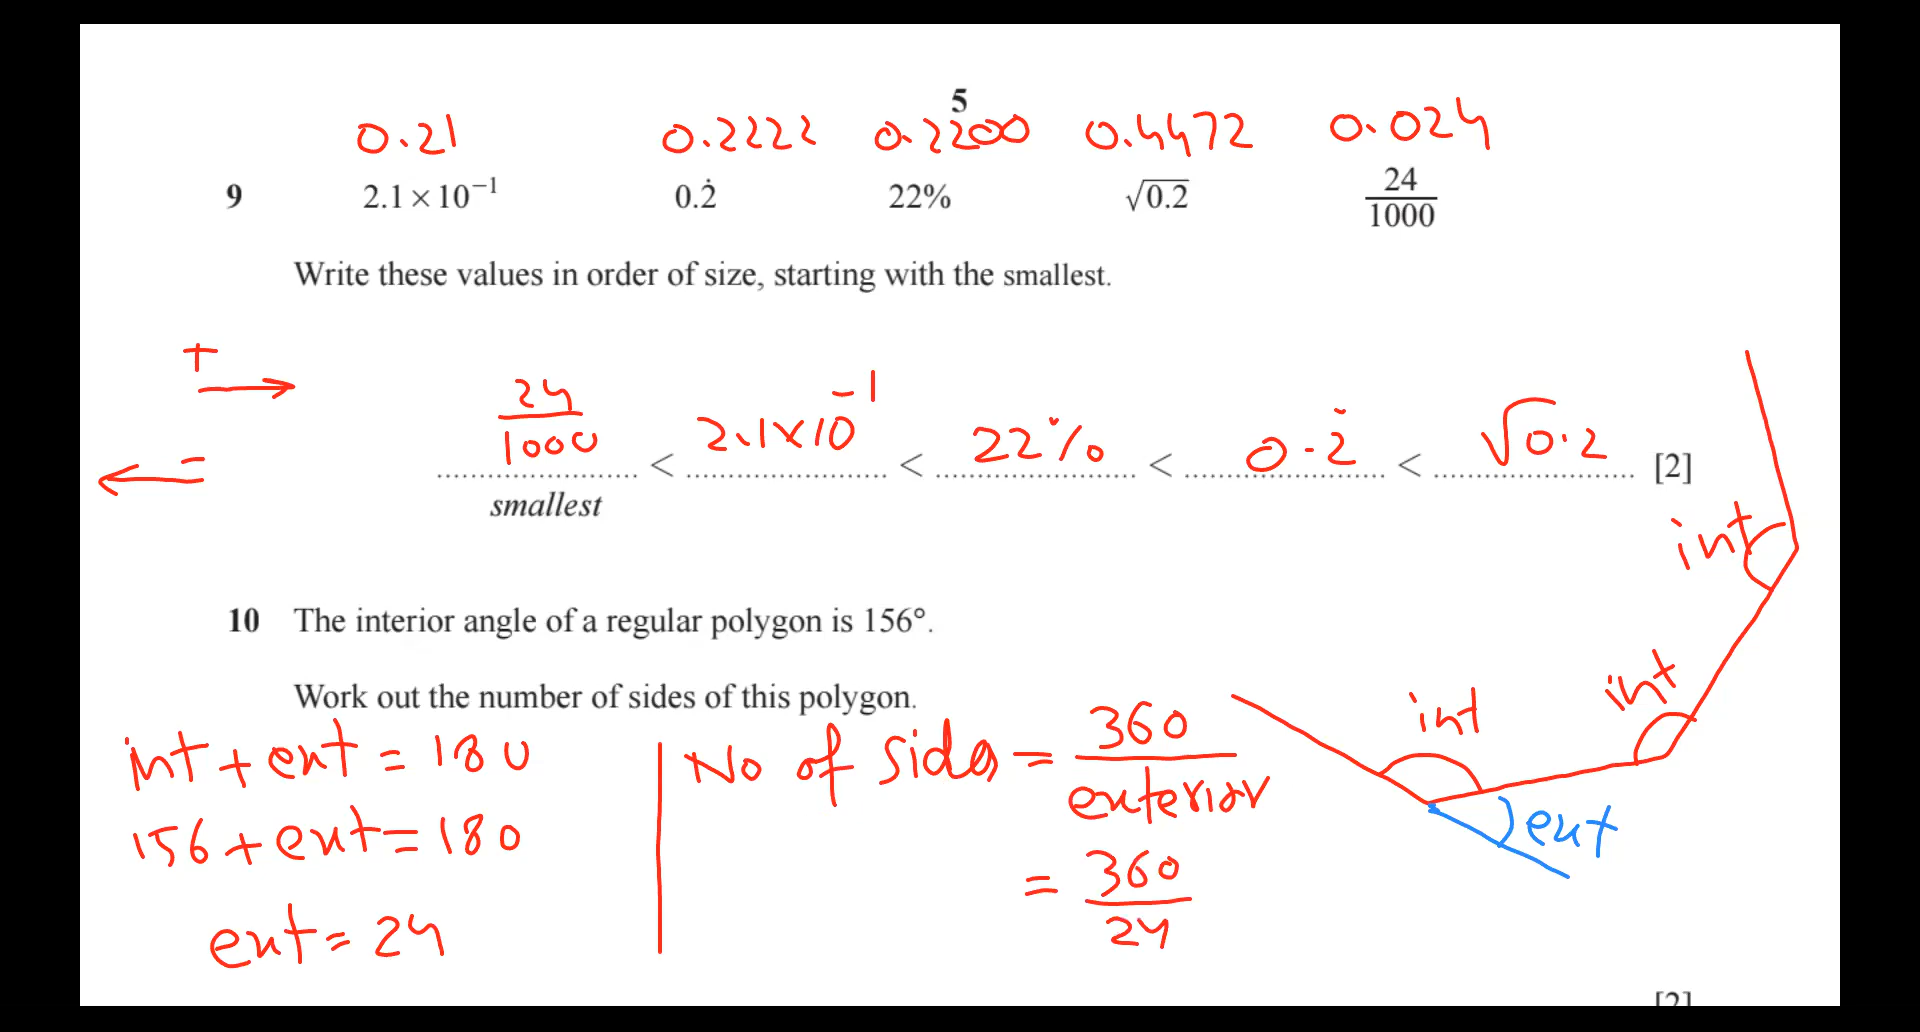 5
0.21 0.2222 0.2200 0.4472 0.024
9 2.1 × 10⁻¹ 0.2̇ 22% √0.2 24/1000
Write these values in order of size, starting with the smallest.
+
24/1000 < 2.1×10⁻¹ < 22% < 0.2̇ < √0.2 [2]
smallest
int
10 The interior angle of a regular polygon is 156°.
int
Work out the number of sides of this polygon.
int
int + ext = 180
No of sides = 360/exterior
156 + ext = 180
ext
= 360/24
ext = 24
[2]